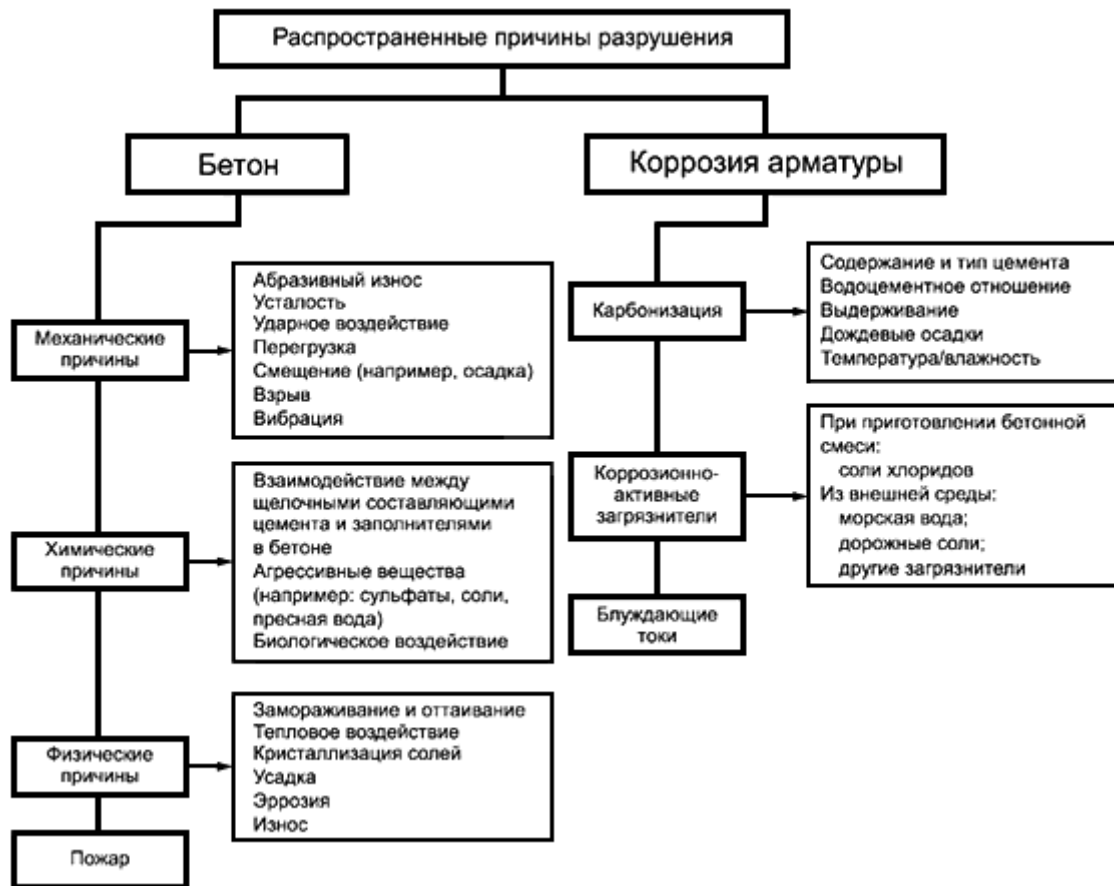 Распространенные причины разрушения
Бетон
Коррозия арматуры
Механические
причины
Абразивный износ
Усталость
Ударное воздействие
Перегрузка
Смещение (например, осадка)
Взрыв
Вибрация
Химические
причины
Взаимодействие между
щелочными составляющими
цемента и заполнителями
в бетоне
Агрессивные вещества
(например: сульфаты, соли,
пресная вода)
Биологическое воздействие
Физические
причины
Замораживание и оттаивание
Тепловое воздействие
Кристаллизация солей
Усадка
Эррозия
Износ
Пожар
Карбонизация
Содержание и тип цемента
Водоцементное отношение
Выдерживание
Дождевые осадки
Температура/влажность
Коррозионно-
активные
загрязнители
При приготовлении бетонной
смеси:
соли хлоридов
Из внешней среды:
морская вода;
дорожные соли;
другие загрязнители
Блуждающие
токи